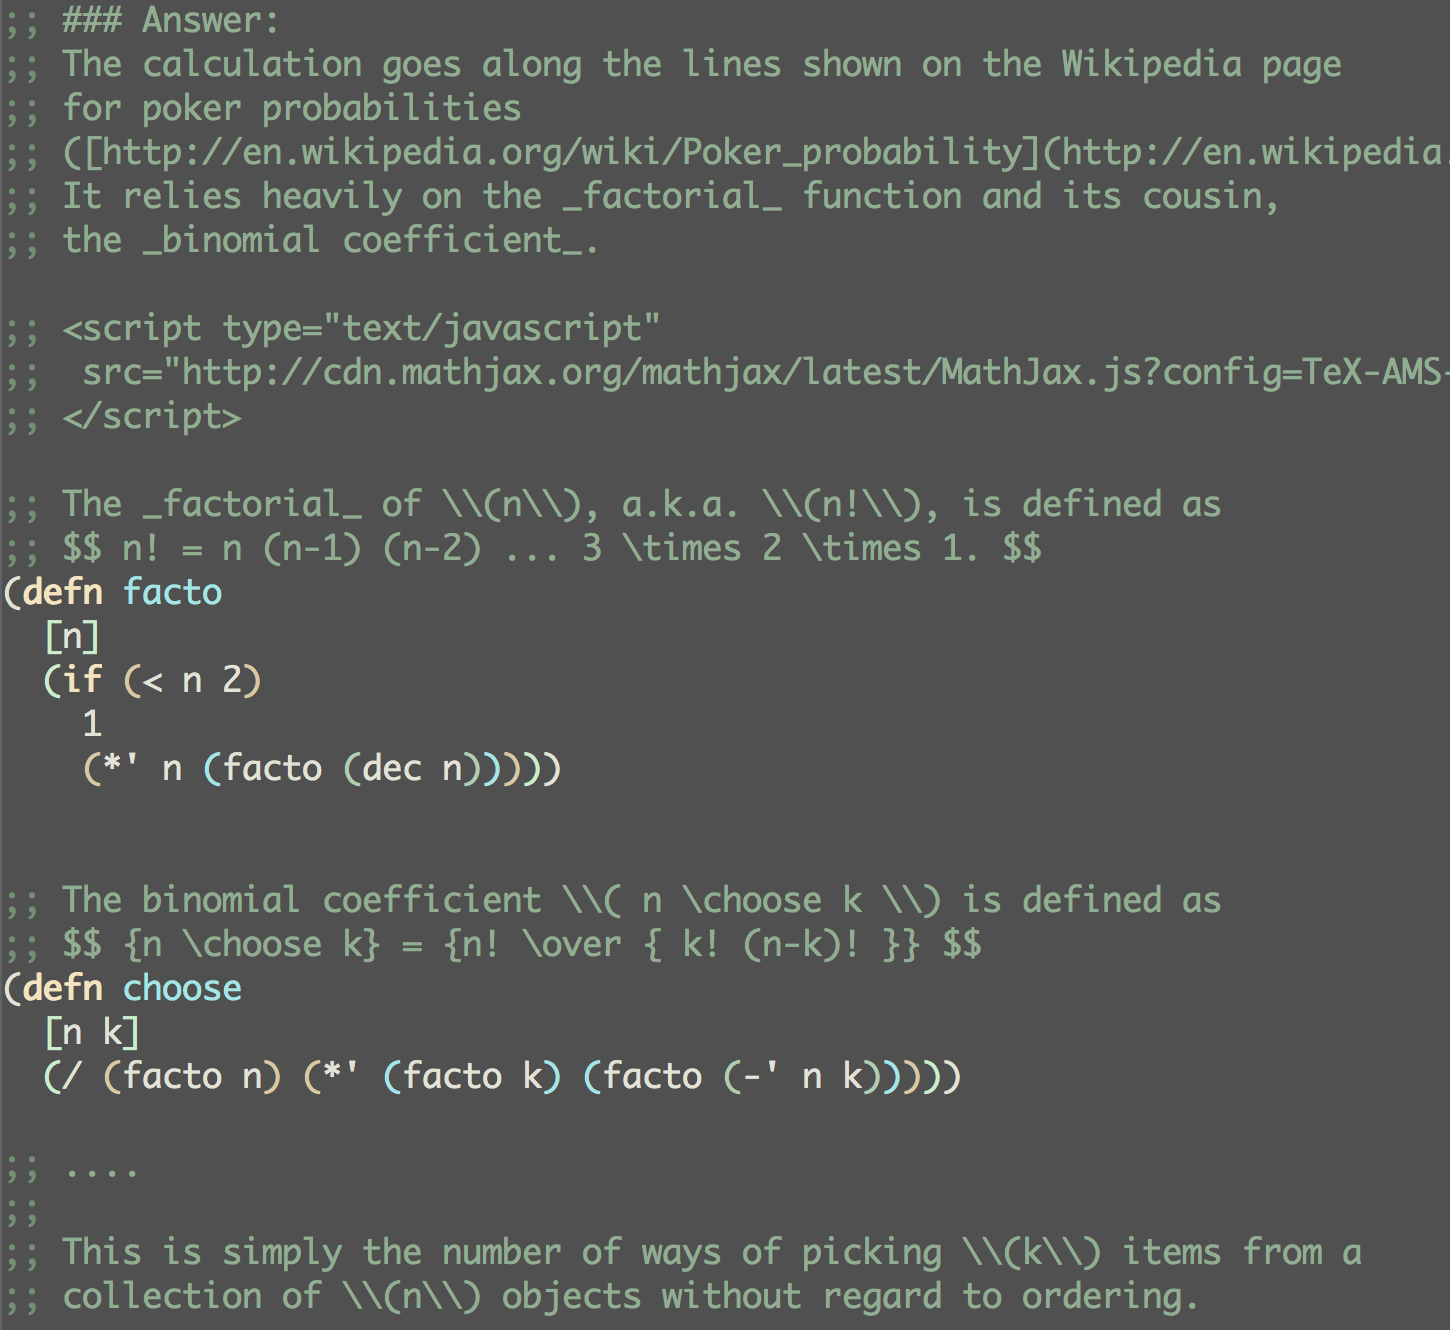 ;; ### Answer:
;; The calculation goes along the lines shown on the Wikipedia page
;; for poker probabilities
;; ([http://en.wikipedia.org/wiki/Poker_probability](http://en.wikipedia.
;; It relies heavily on the _factorial_ function and its cousin,
;; the _binomial coefficient_.
;; <script type="text/javascript"
;;  src="http://cdn.mathjax.org/mathjax/latest/MathJax.js?config=TeX-AMS-
;; </script>
;; The _factorial_ of \\(n\\), a.k.a. \\(n!\\), is defined as
;; $$ n! = n (n-1) (n-2) ... 3 \times 2 \times 1. $$
(defn facto
  [n]
  (if (< n 2)
    1
    (*' n (facto (dec n)))))
;; The binomial coefficient \\( n \choose k \\) is defined as
;; $$ {n \choose k} = {n! \over { k! (n-k)! }} $$
(defn choose
  [n k]
  (/ (facto n) (*' (facto k) (facto (-' n k)))))
;; ....
;;
;; This is simply the number of ways of picking \\(k\\) items from a
;; collection of \\(n\\) objects without regard to ordering.